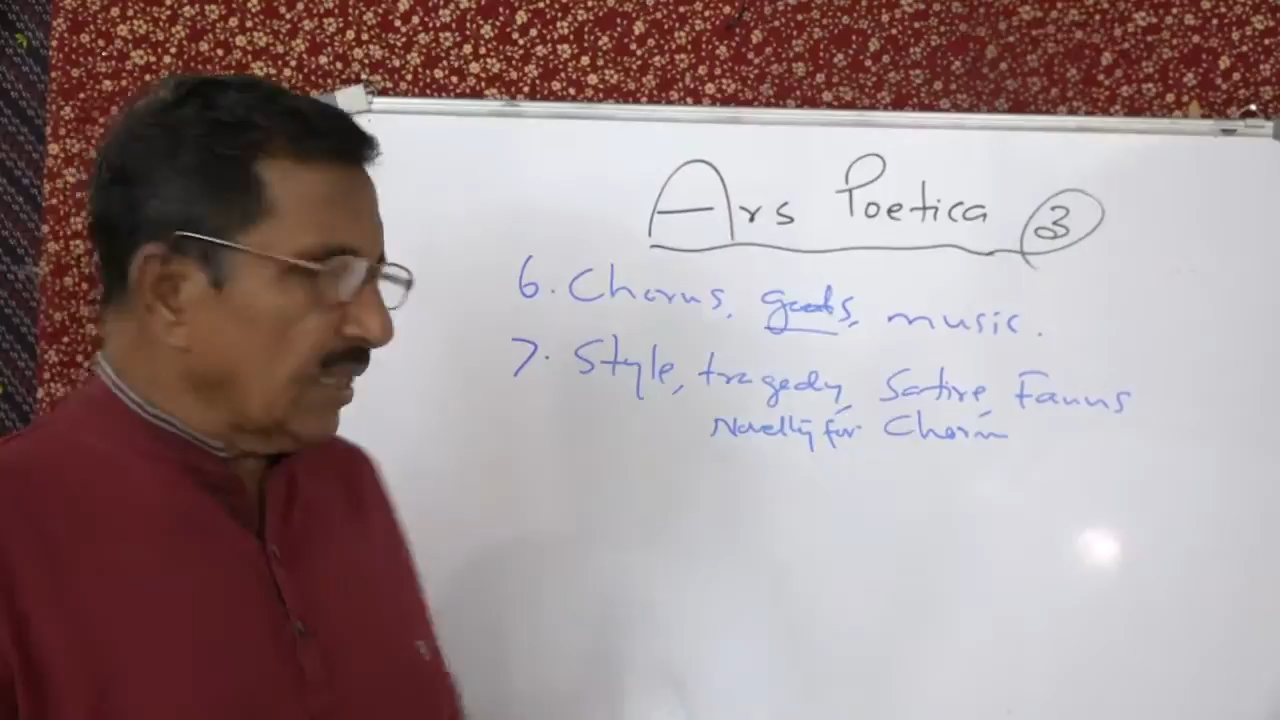 Ars Poetica 3
6. Chorus, gods, music.
7. Style, tragedy, Satire, Fauns
Novelty for Charm